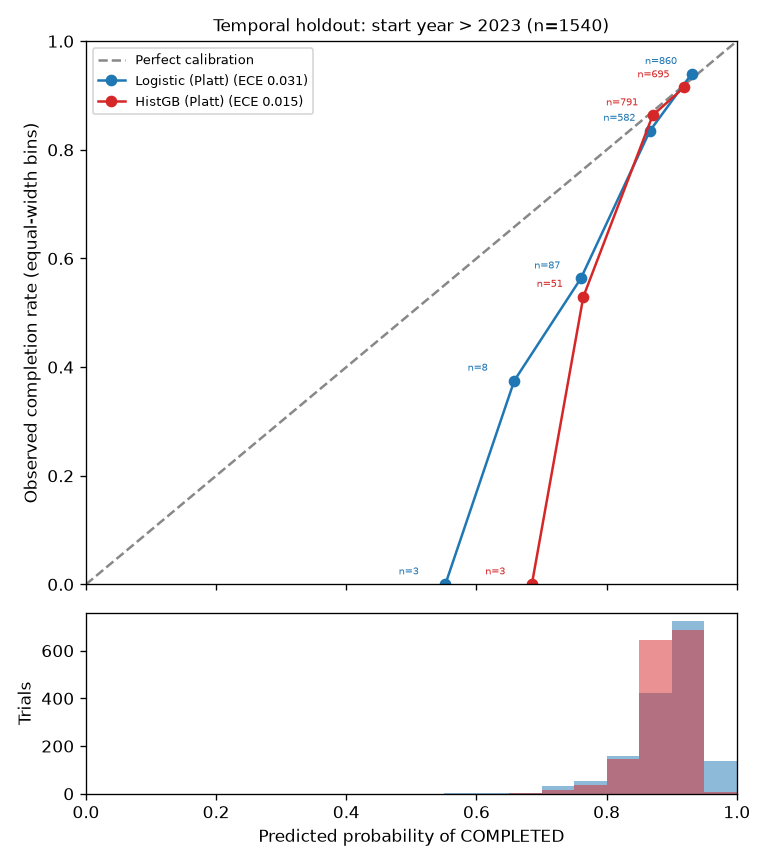 Temporal holdout: start year > 2023 (n=1540)
Perfect calibration
Logistic (Platt) (ECE 0.031)
HistGB (Platt) (ECE 0.015)
n=860
n=695
n=791
n=582
n=87
n=51
n=8
n=3
n=3
1.0
0.8
0.6
0.4
0.2
0.0
Observed completion rate (equal-width bins)
600
400
200
0
Trials
0.0 0.2 0.4 0.6 0.8 1.0
Predicted probability of COMPLETED